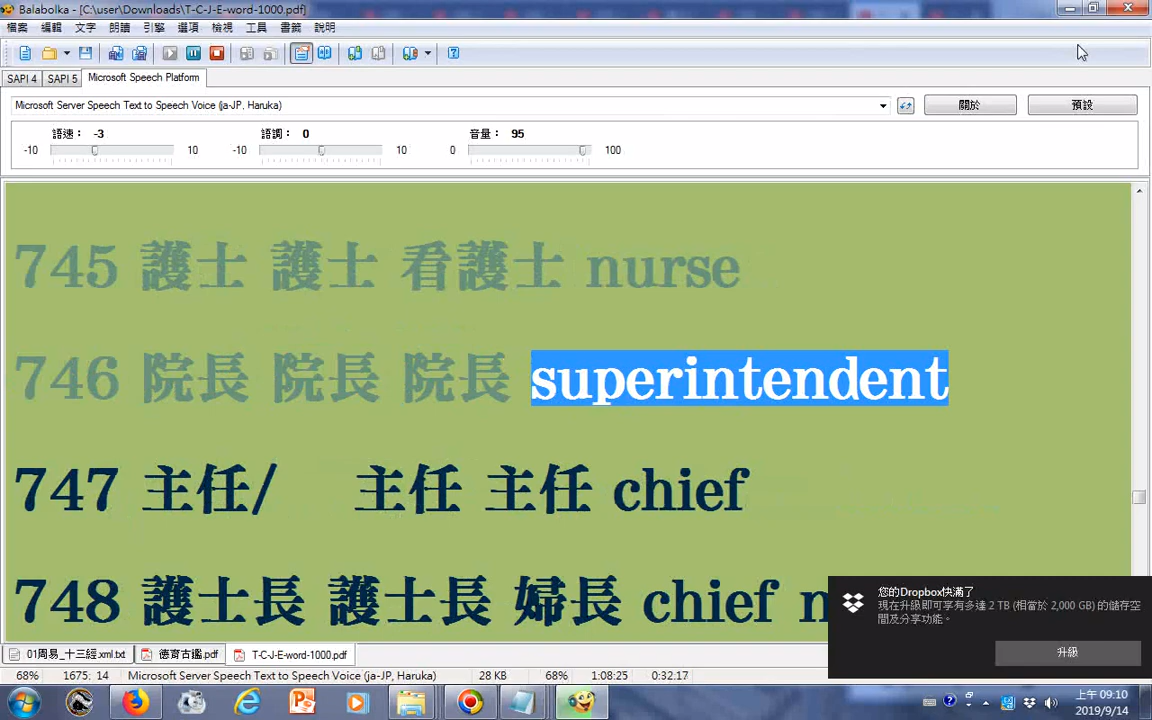 Balabolka - [C:\user\Downloads\T-C-J-E-word-1000.pdf]
檔案 編輯 文字 朗讀 引擎 選項 檢視 工具 書籤 說明
SAPI 4 SAPI 5 Microsoft Speech Platform
Microsoft Server Speech Text to Speech Voice (ja-JP, Haruka) 關於 預設
語速: -3 語調: 0 音量: 95
-10 10 -10 10 0 100
745 護士 護士 看護士 nurse
746 院長 院長 院長 superintendent
747 主任/ 主任 主任 chief
748 護士長 護士長 婦長 chief n
您的Dropbox快滿了
現在升級即可享有多達 2 TB (相當於 2,000 GB) 的儲存空
間及分享功能。
升級
01周易_十三經.xml.txt 德育古鑑.pdf T-C-J-E-word-1000.pdf
68% 1675: 14 Microsoft Server Speech Text to Speech Voice (ja-JP, Haruka) 28 KB 68% 1:08:25 0:32:17
上午 09:10
2019/9/14